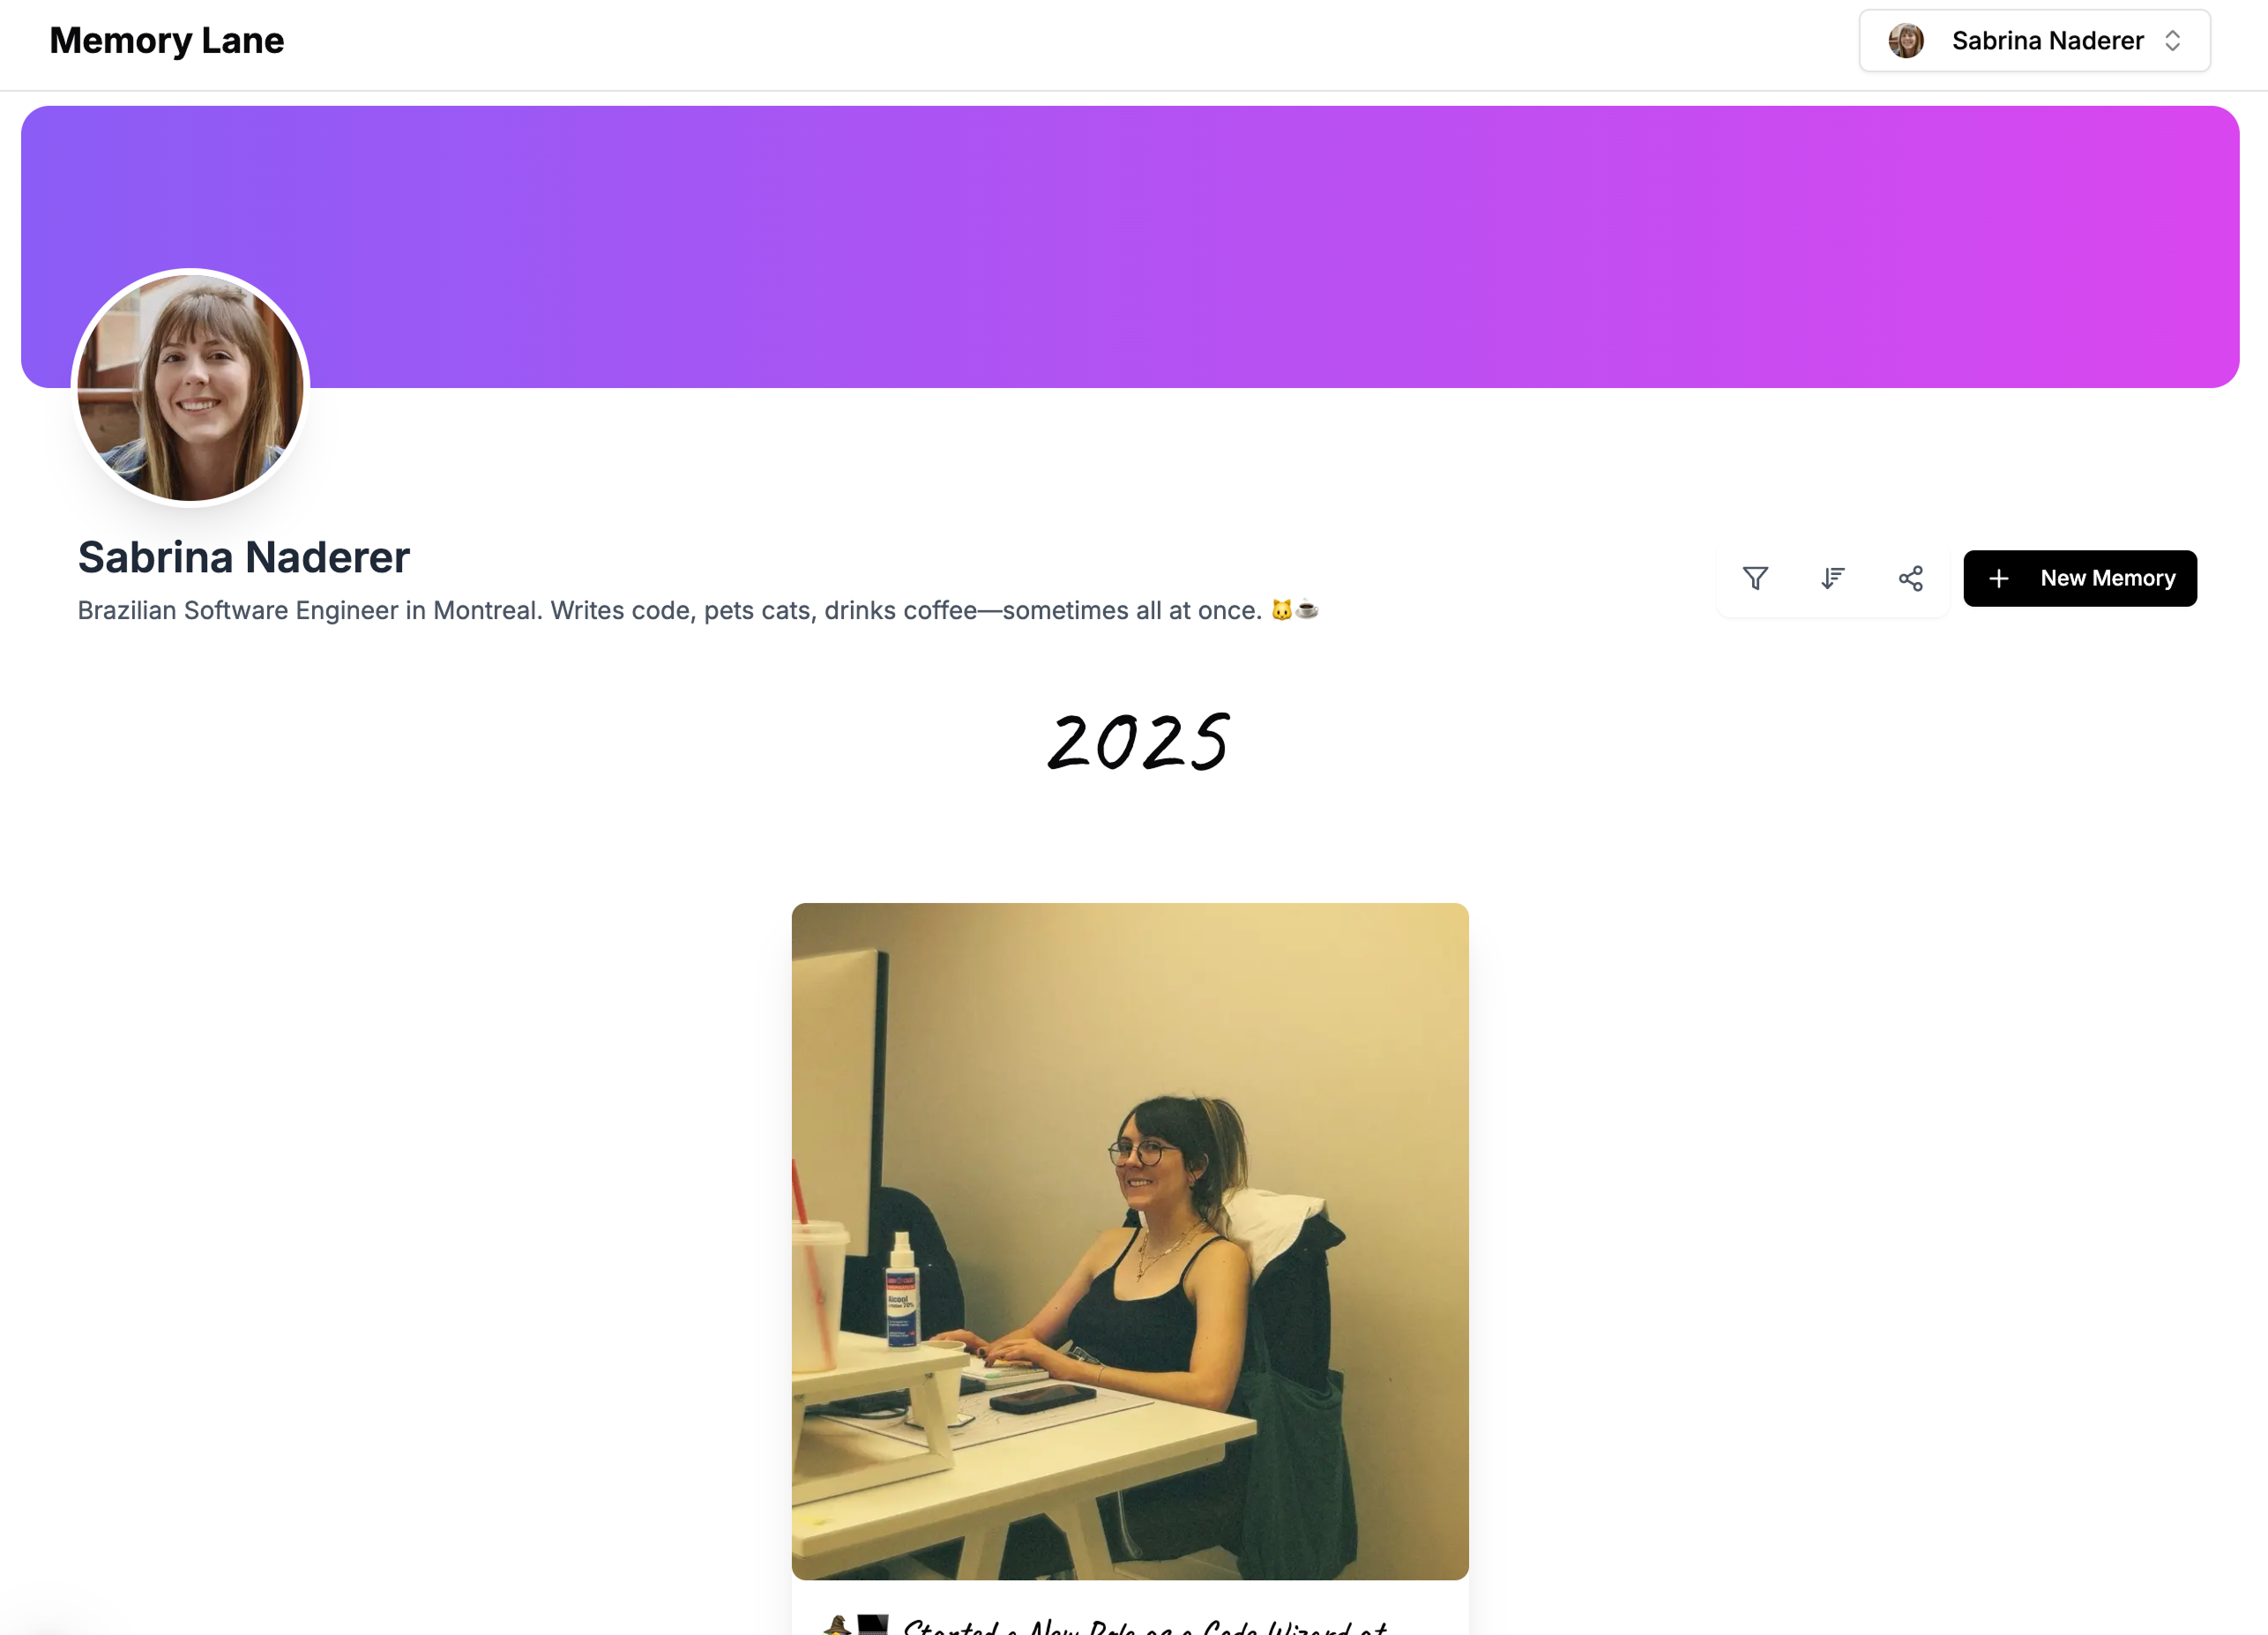 Memory Lane
Sabrina Naderer
Sabrina Naderer
Brazilian Software Engineer in Montreal. Writes code, pets cats, drinks coffee—sometimes all at once. 🐱☕
New Memory
2025
Alcool
70%
🧙💻 Started a New Role as a Code Wizard at